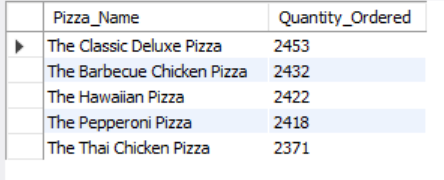 Pizza_Name Quantity_Ordered
The Classic Deluxe Pizza 2453
The Barbecue Chicken Pizza 2432
The Hawaiian Pizza 2422
The Pepperoni Pizza 2418
The Thai Chicken Pizza 2371